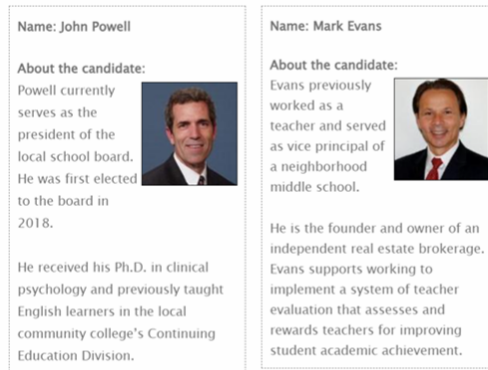 Name: John Powell
About the candidate:
Powell currently
serves as the
president of the
local school board.
He was first elected
to the board in
2018.
He received his Ph.D. in clinical
psychology and previously taught
English learners in the local
community college's Continuing
Education Division.
Name: Mark Evans
About the candidate:
Evans previously
worked as a
teacher and served
as vice principal of
a neighborhood
middle school.
He is the founder and owner of an
independent real estate brokerage.
Evans supports working to
implement a system of teacher
evaluation that assesses and
rewards teachers for improving
student academic achievement.